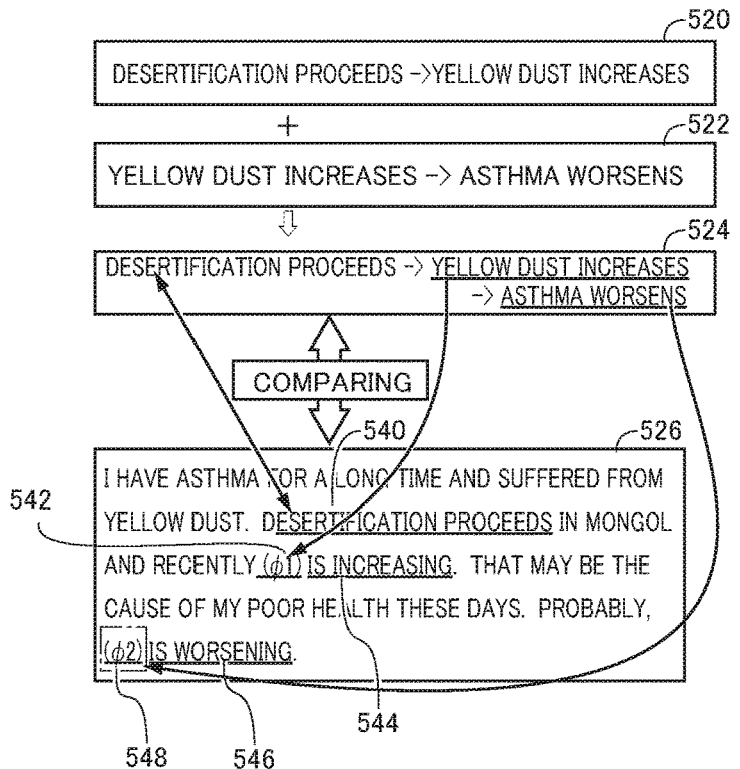 520
DESERTIFICATION PROCEEDS -> YELLOW DUST INCREASES
+
522
YELLOW DUST INCREASES -> ASTHMA WORSENS
524
DESERTIFICATION PROCEEDS -> YELLOW DUST INCREASES
-> ASTHMA WORSENS
COMPARING
540
526
I HAVE ASTHMA FOR A LONG TIME AND SUFFERED FROM
542
YELLOW DUST. DESERTIFICATION PROCEEDS IN MONGOL
AND RECENTLY (ϕ1) IS INCREASING. THAT MAY BE THE
CAUSE OF MY POOR HEALTH THESE DAYS. PROBABLY,
(ϕ2) IS WORSENING.
544
548
546